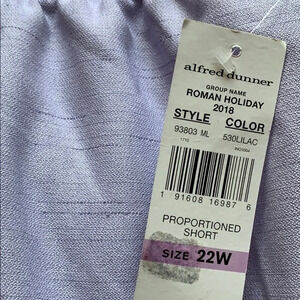 alfred dunner
GROUP NAME
ROMAN HOLIDAY
2018
STYLE COLOR
93803 ML 530LILAC
1 91608 16987 6
PROPORTIONED
SHORT
SIZE 22W